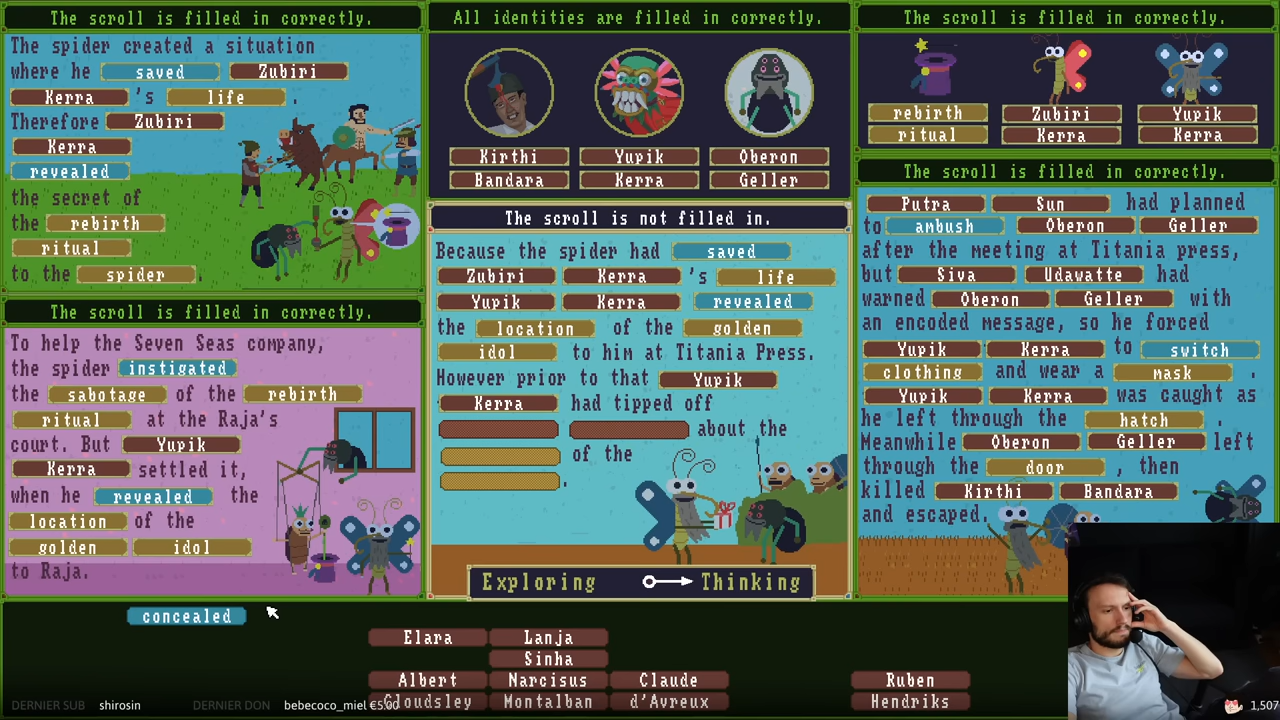 The scroll is filled in correctly.
The spider created a situation
where he saved Zubiri
Kerra 's life .
Therefore Zubiri
Kerra
revealed
the secret of
the rebirth
ritual
to the spider .
The scroll is filled in correctly.
To help the Seven Seas company,
the spider instigated
the sabotage of the rebirth
ritual at the Raja's
court. But Yupik
Kerra settled it,
when he revealed the
location of the
golden idol
to Raja.
All identities are filled in correctly.
Kirthi Yupik Oberon
Bandara Kerra Geller
The scroll is not filled in.
Because the spider had saved
Zubiri Kerra 's life
Yupik Kerra revealed
the location of the golden
idol to him at Titania Press.
However prior to that Yupik
Kerra had tipped off
about the
of the
.
Exploring Thinking
The scroll is filled in correctly.
rebirth Zubiri Yupik
ritual Kerra Kerra
The scroll is filled in correctly.
Putra Sun had planned
to ambush Oberon Geller
after the meeting at Titania press,
but Siva Udawatte had
warned Oberon Geller with
an encoded message, so he forced
Yupik Kerra to switch
clothing and wear a mask .
Yupik Kerra was caught as
he left through the hatch .
Meanwhile Oberon Geller left
through the door , then
killed Kirthi Bandara
and escaped.
concealed
Elara Lanja
Sinha
Albert Narcisus Claude Ruben
Cloudsley Montalban d'Avreux Hendriks
DERNIER SUB shirosin DERNIER DON bebecoco_miel €5.00
1,507